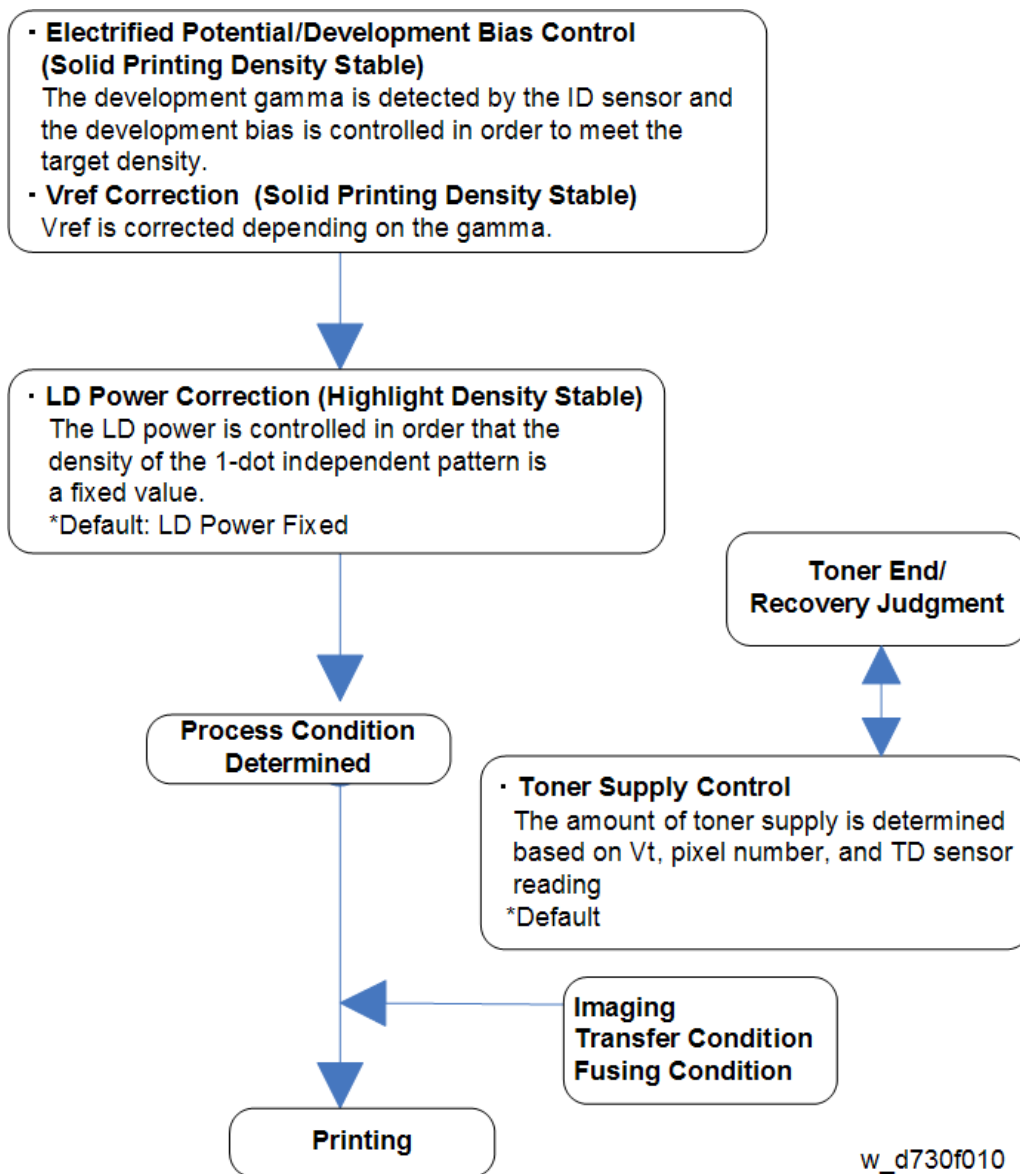 · Electrified Potential/Development Bias Control
(Solid Printing Density Stable)
The development gamma is detected by the ID sensor and
the development bias is controlled in order to meet the
target density.
· Vref Correction (Solid Printing Density Stable)
Vref is corrected depending on the gamma.
· LD Power Correction (Highlight Density Stable)
The LD power is controlled in order that the
density of the 1-dot independent pattern is
a fixed value.
*Default: LD Power Fixed
Toner End/
Recovery Judgment
Process Condition
Determined
· Toner Supply Control
The amount of toner supply is determined
based on Vt, pixel number, and TD sensor
reading
*Default
Imaging
Transfer Condition
Fusing Condition
Printing
w_d730f010